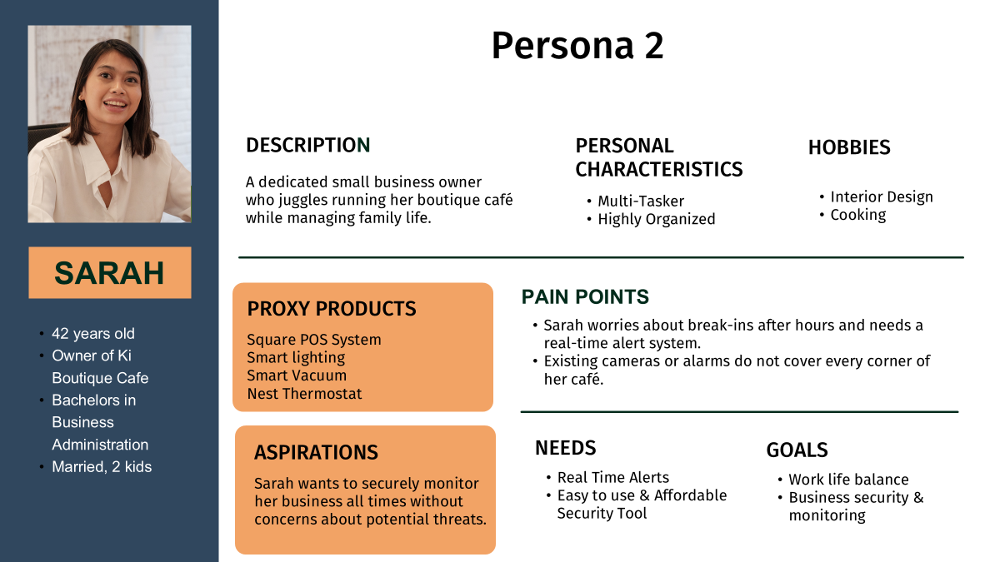 Persona 2
SARAH
• 42 years old
• Owner of Ki
Boutique Cafe
• Bachelors in
Business
Administration
• Married, 2 kids
DESCRIPTION
A dedicated small business owner
who juggles running her boutique café
while managing family life.
PERSONAL
CHARACTERISTICS
• Multi-Tasker
• Highly Organized
HOBBIES
• Interior Design
• Cooking
PROXY PRODUCTS
Square POS System
Smart lighting
Smart Vacuum
Nest Thermostat
PAIN POINTS
• Sarah worries about break-ins after hours and needs a
real-time alert system.
• Existing cameras or alarms do not cover every corner of
her café.
ASPIRATIONS
Sarah wants to securely monitor
her business all times without
concerns about potential threats.
NEEDS
• Real Time Alerts
• Easy to use & Affordable
Security Tool
GOALS
• Work life balance
• Business security &
monitoring